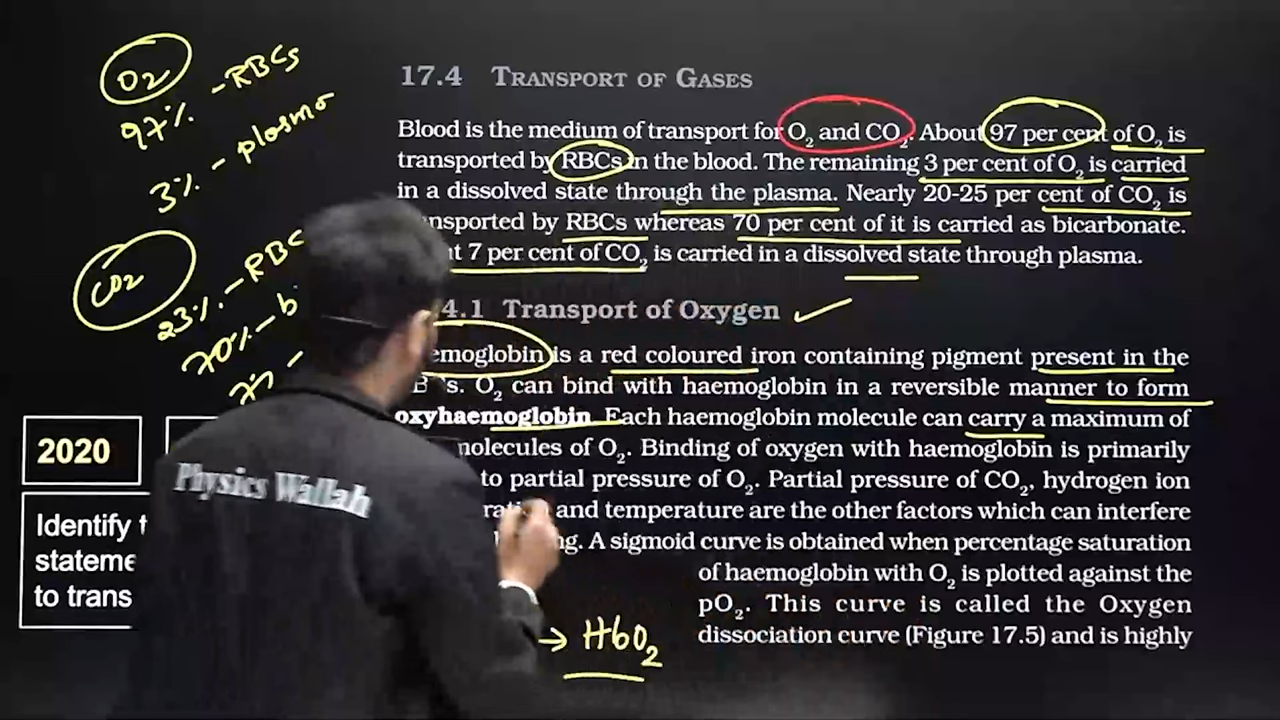 O2
97% - RBCs
3% - plasma
CO2
23% - RBC
70% - b
17.4 TRANSPORT OF GASES
Blood is the medium of transport for O2 and CO2. About 97 per cent of O2 is
transported by RBCs in the blood. The remaining 3 per cent of O2 is carried
in a dissolved state through the plasma. Nearly 20-25 per cent of CO2 is
nsported by RBCs whereas 70 per cent of it is carried as bicarbonate.
t 7 per cent of CO2 is carried in a dissolved state through plasma.
4.1 Transport of Oxygen
emoglobin is a red coloured iron containing pigment present in the
s. O2 can bind with haemoglobin in a reversible manner to form
oxyhaemoglobin. Each haemoglobin molecule can carry a maximum of
molecules of O2. Binding of oxygen with haemoglobin is primarily
to partial pressure of O2. Partial pressure of CO2, hydrogen ion
and temperature are the other factors which can interfere
ng. A sigmoid curve is obtained when percentage saturation
of haemoglobin with O2 is plotted against the
pO2. This curve is called the Oxygen
dissociation curve (Figure 17.5) and is highly
→ HbO2
2020
Identify t
stateme
to trans
Physics Wallah